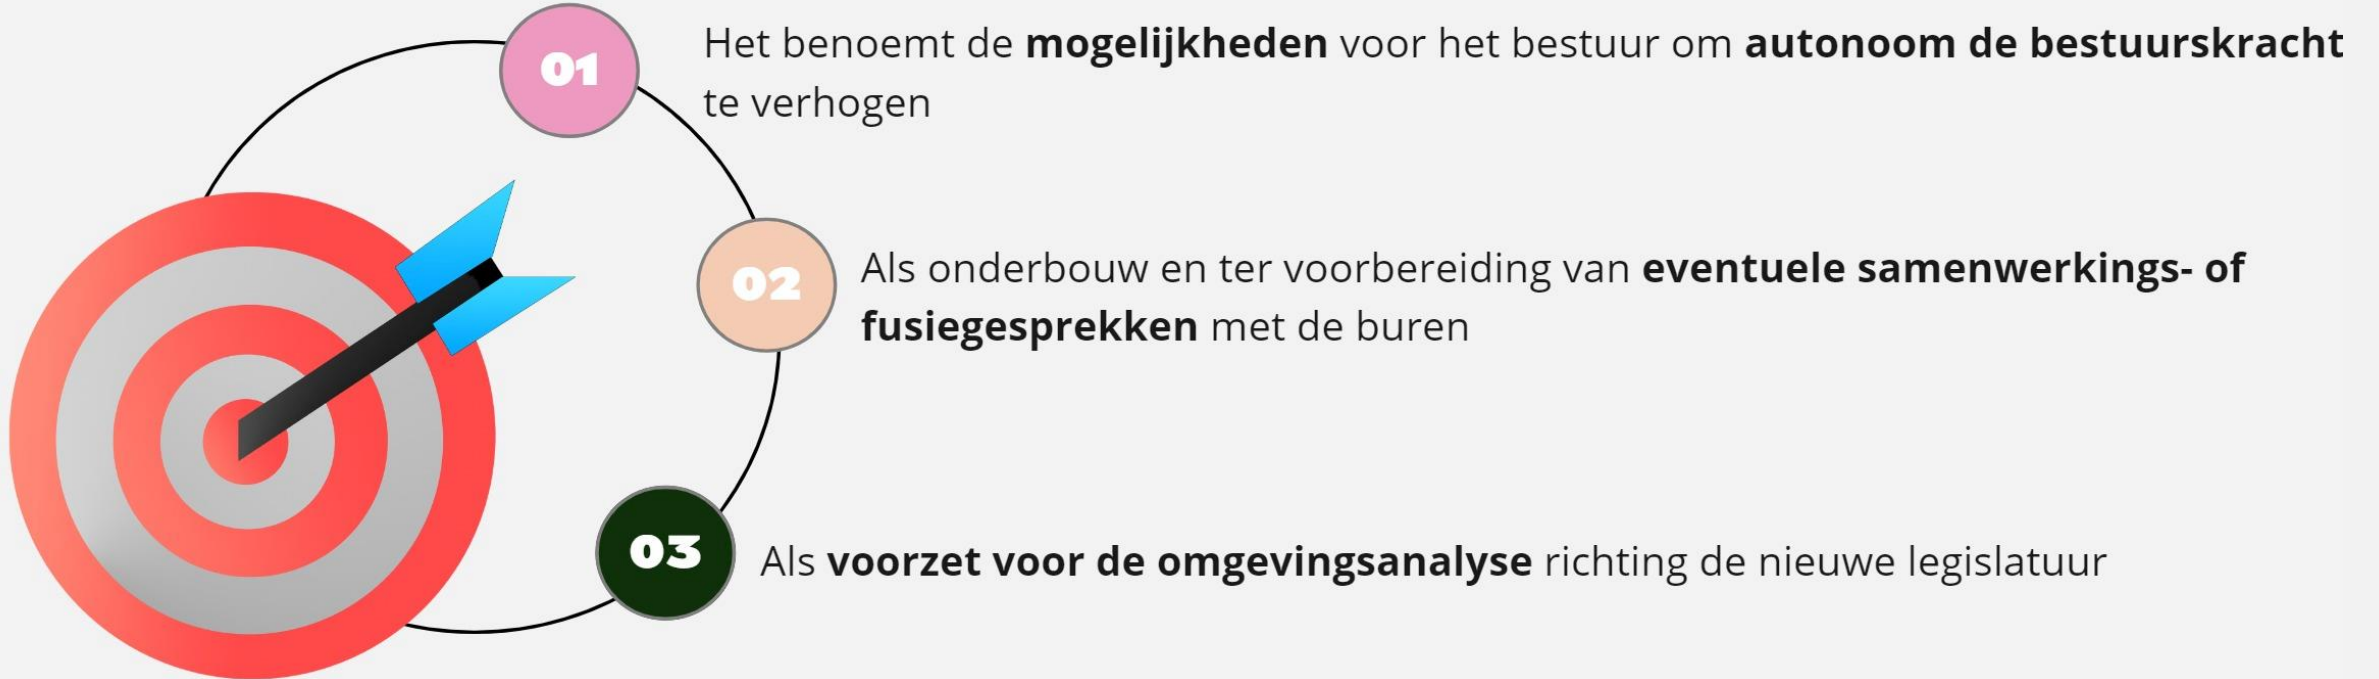 01
Het benoemt de mogelijkheden voor het bestuur om autonoom de bestuurskracht
te verhogen
02
Als onderbouw en ter voorbereiding van eventuele samenwerkings- of
fusiegesprekken met de buren
03
Als voorzet voor de omgevingsanalyse richting de nieuwe legislatuur